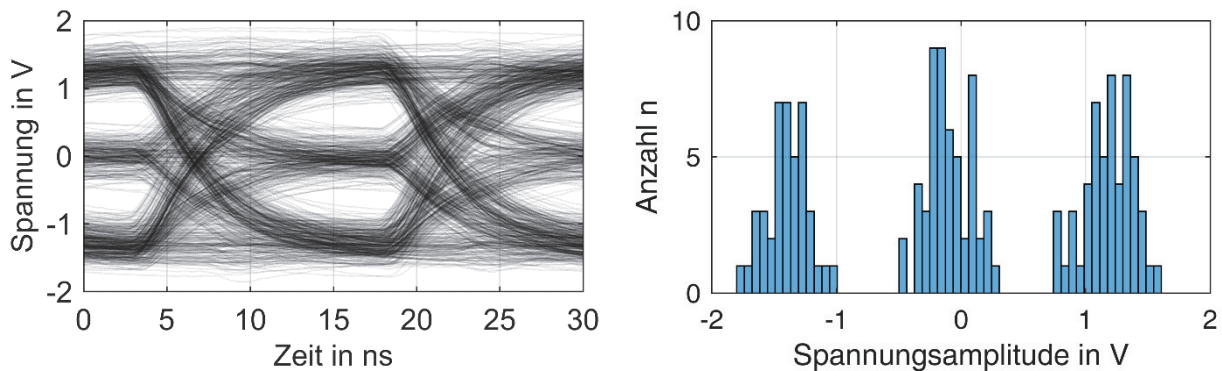 2
1
0
-1
-2
Spannung in V
0 5 10 15 20 25 30
Zeit in ns
10
5
0
Anzahl n
-2 -1 0 1 2
Spannungsamplitude in V